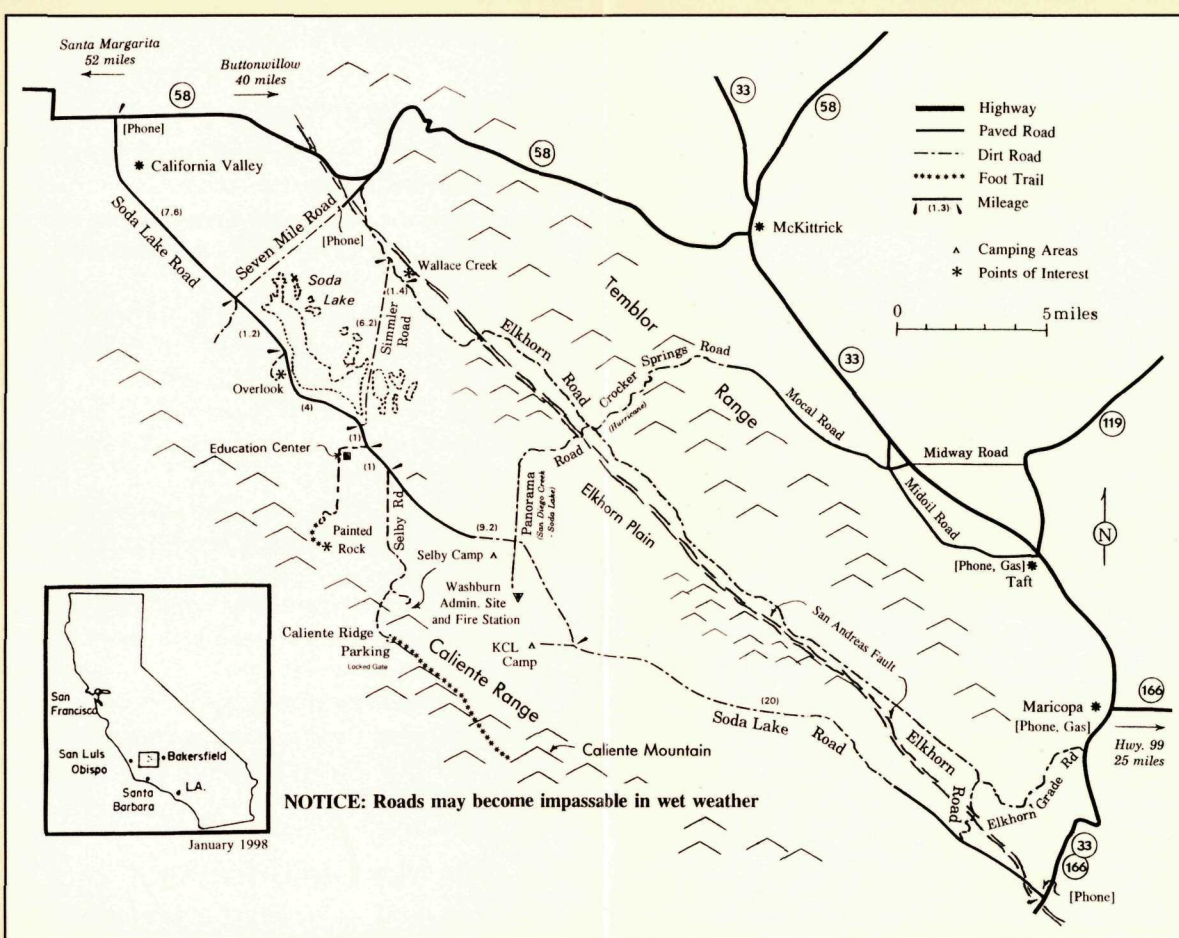 Santa Margarita
52 miles
Buttonwillow
40 miles
58
[Phone]
California Valley
Soda Lake Road
(7.6)
Seven Mile Road
[Phone]
Soda
Lake
(1.2)
Overlook
(4)
(6.2)
Simmler
Road
(1.4)
Wallace Creek
58
33
58
McKittrick
Highway
Paved Road
Dirt Road
Foot Trail
(1.3)
Mileage
Camping Areas
Points of Interest
0
5 miles
Temblor
Range
Elkhorn
Road
Crocker Springs Road
(Hurricane)
Mocal Road
33
Midway Road
119
Midoil Road
[Phone, Gas]
Taft
N
Education Center
(1)
(1)
Painted
Rock
Selby Rd
(9.2)
Panorama Road
(San Diego Creek
- Soda Lake)
Elkhorn Plain
Selby Camp
Washburn
Admin. Site
and Fire Station
Caliente Ridge
Parking
Locked Gate
KCL
Camp
Caliente Range
Caliente Mountain
San Andreas Fault
(20)
Soda Lake Road
Elkhorn
Road
Elkhorn Grade Rd
Maricopa
[Phone, Gas]
166
Hwy. 99
25 miles
33
166
[Phone]
San
Francisco
San Luis
Obispo
Bakersfield
Santa
Barbara
L.A.
January 1998
NOTICE: Roads may become impassable in wet weather